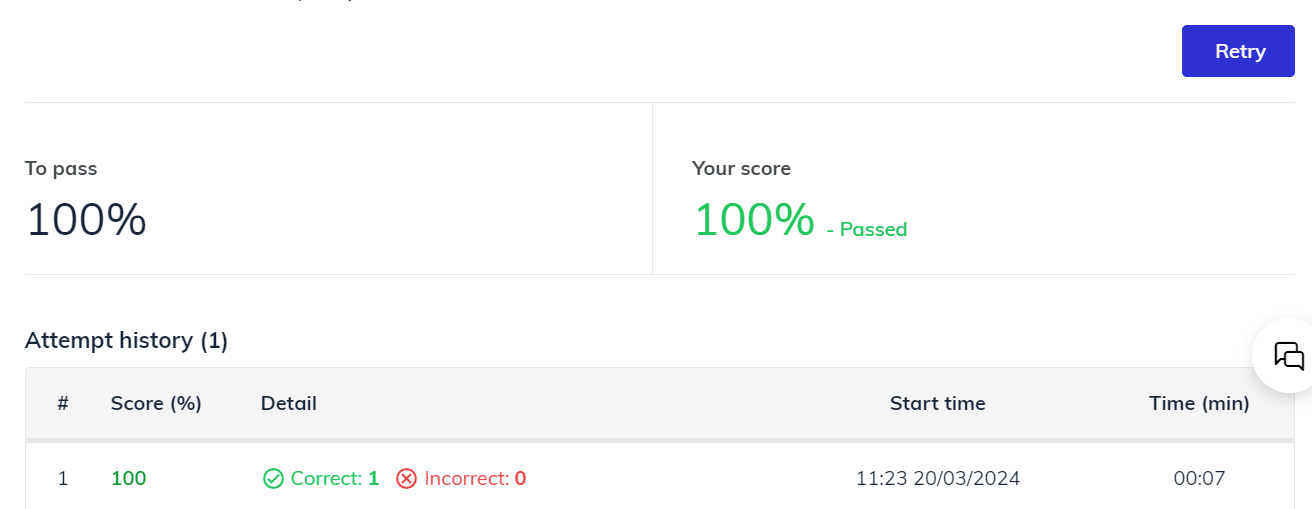 Retry
To pass
100%
Your score
100% - Passed
Attempt history (1)
# Score (%) Detail Start time Time (min)
1 100 Correct: 1 Incorrect: 0 11:23 20/03/2024 00:07